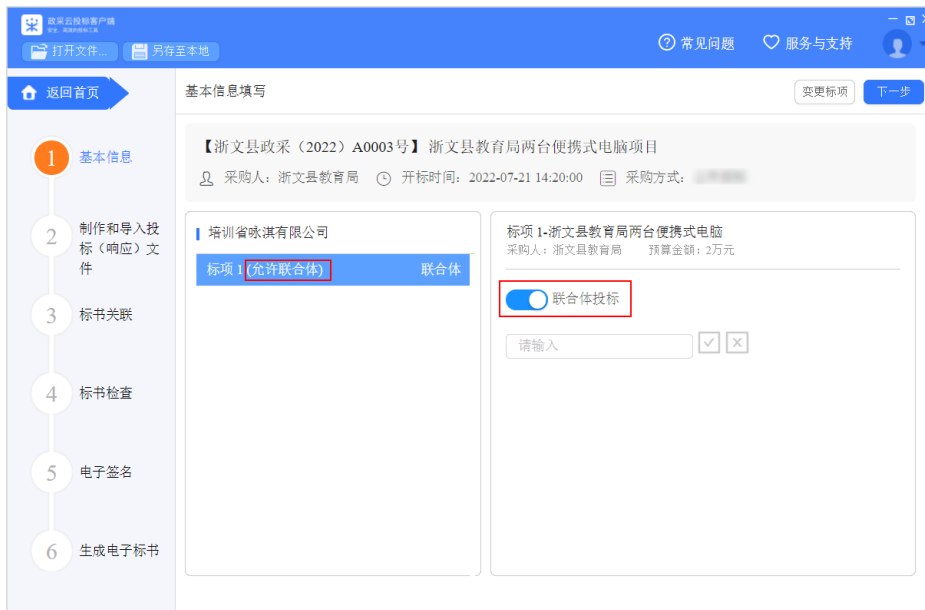 政采云投标客户端
安全、高效的投标工具
打开文件...
另存至本地
常见问题
服务与支持
返回首页
基本信息填写
变更标项
下一步
1
基本信息
2
制作和导入投
标（响应）文
件
3
标书关联
4
标书检查
5
电子签名
6
生成电子标书
【浙文县政采（2022）A0003号】浙文县教育局两台便携式电脑项目
采购人：浙文县教育局
开标时间：2022-07-21 14:20:00
采购方式：
培训省咏淇有限公司
标项 1 (允许联合体)
联合体
标项 1-浙文县教育局两台便携式电脑
采购人：浙文县教育局
预算金额：2万元
联合体投标
请输入